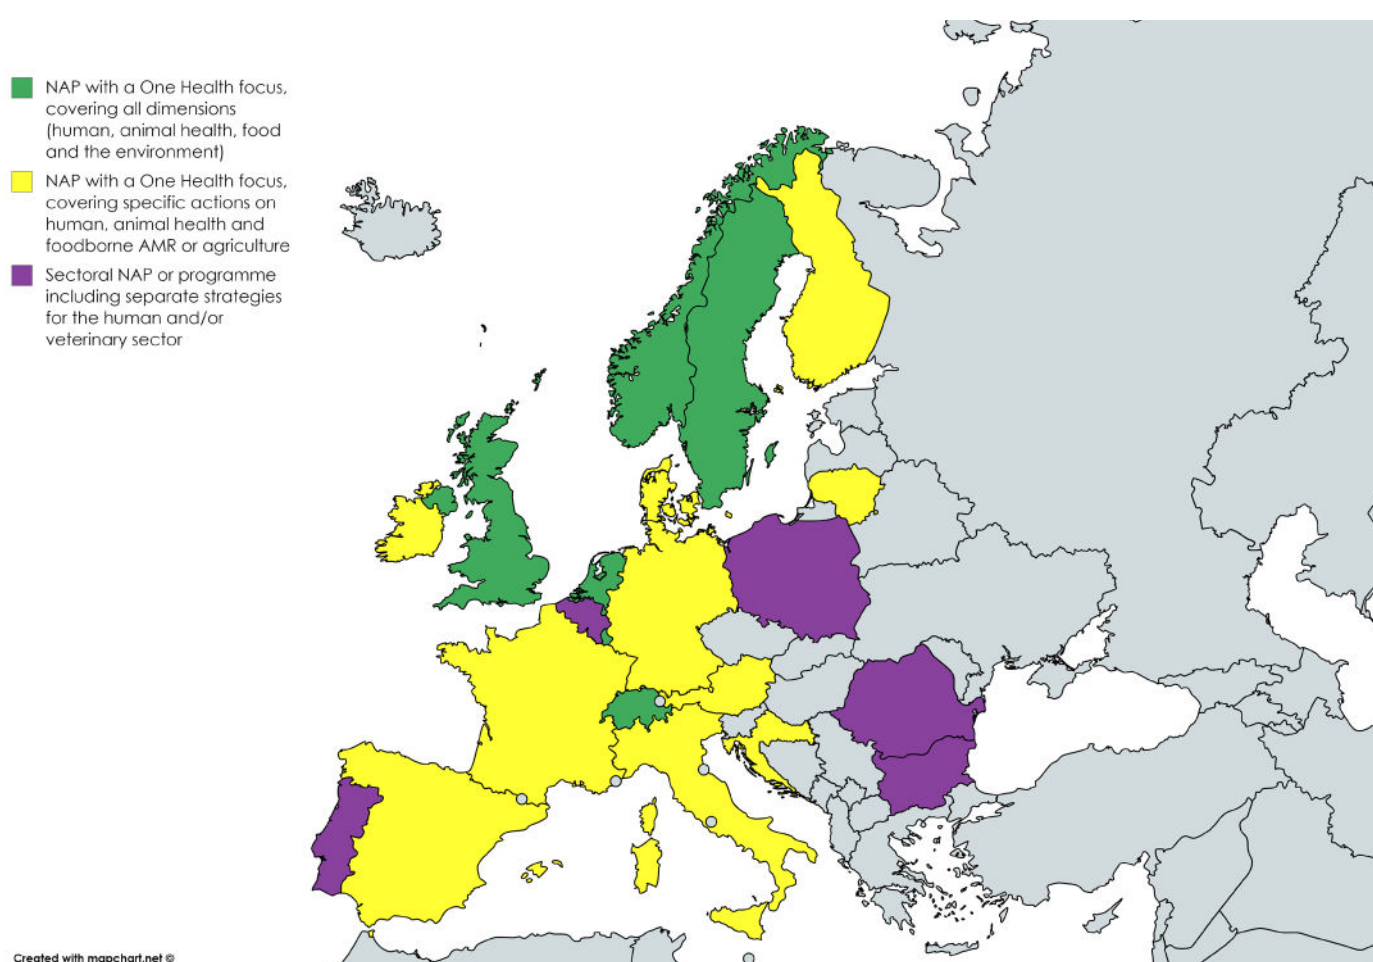 NAP with a One Health focus,
covering all dimensions
(human, animal health, food
and the environment)
NAP with a One Health focus,
covering specific actions on
human, animal health and
foodborne AMR or agriculture
Sectoral NAP or programme
including separate strategies
for the human and/or
veterinary sector
Created with mapchart.net ©